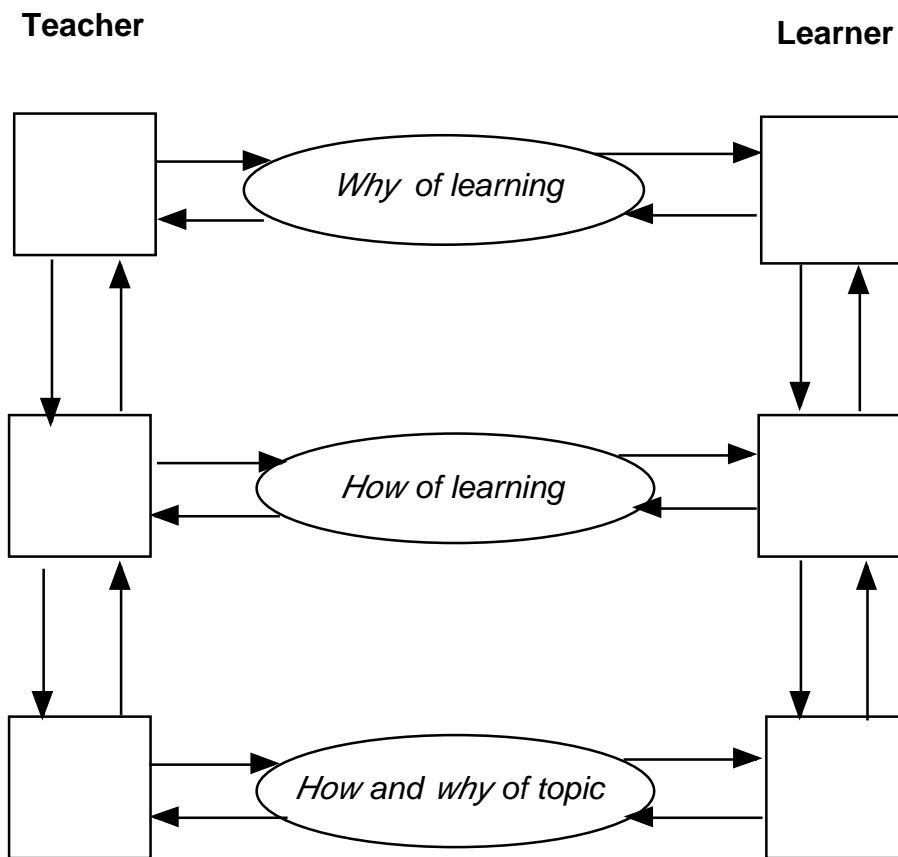 Teacher
Learner
Why of learning
How of learning
How and why of topic